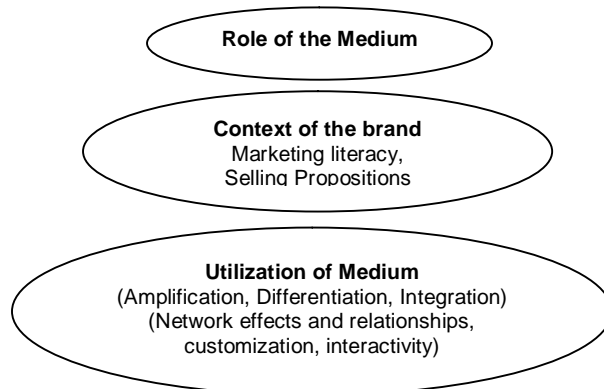 Role of the Medium
Context of the brand
Marketing literacy,
Selling Propositions
Utilization of Medium
(Amplification, Differentiation, Integration)
(Network effects and relationships,
customization, interactivity)